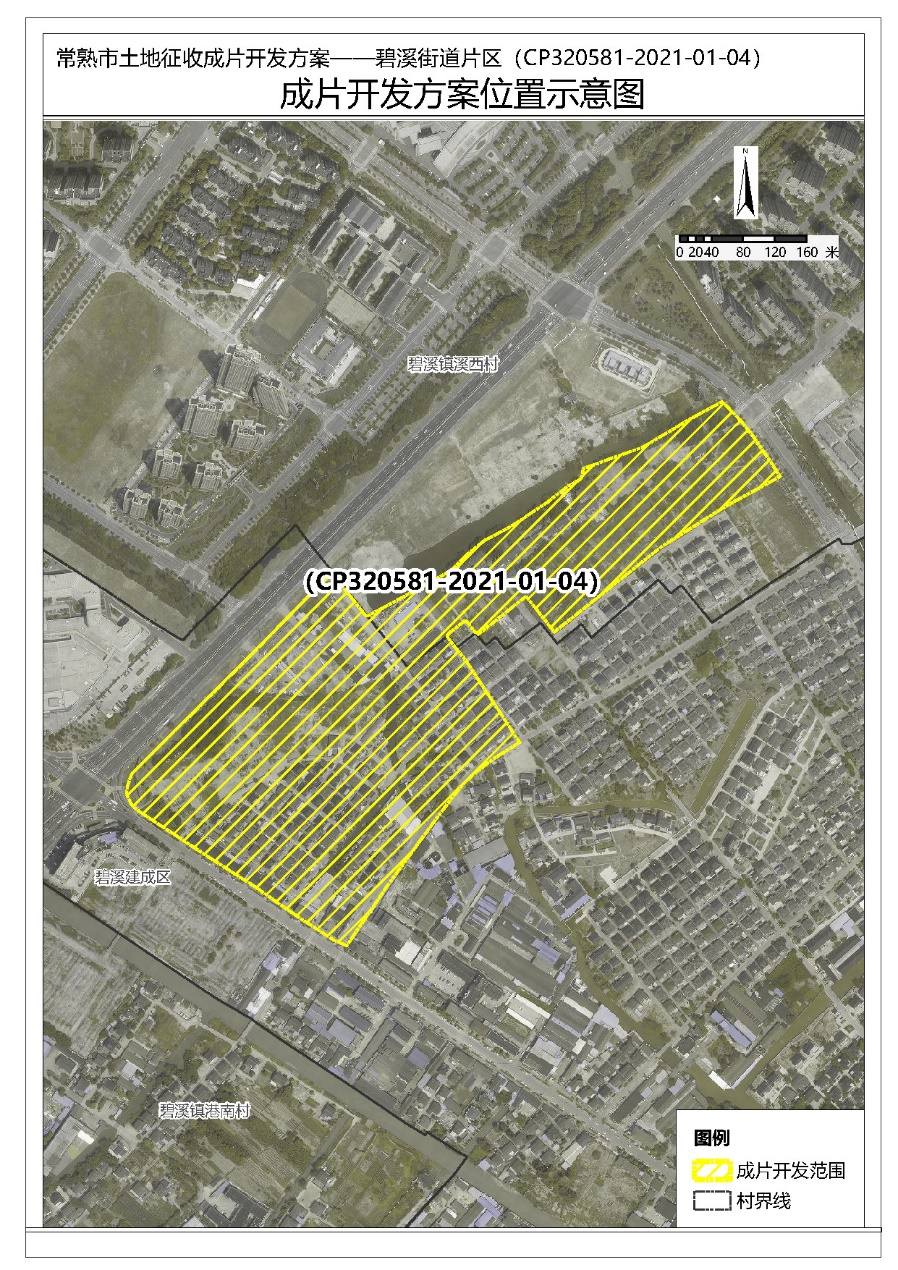 常熟市土地征收成片开发方案——碧溪街道片区（CP320581-2021-01-04）
成片开发方案位置示意图
N
0 20 40 80 120 160 米
碧溪镇溪西村
(CP320581-2021-01-04)
碧溪建成区
碧溪镇港南村
图例
成片开发范围
村界线